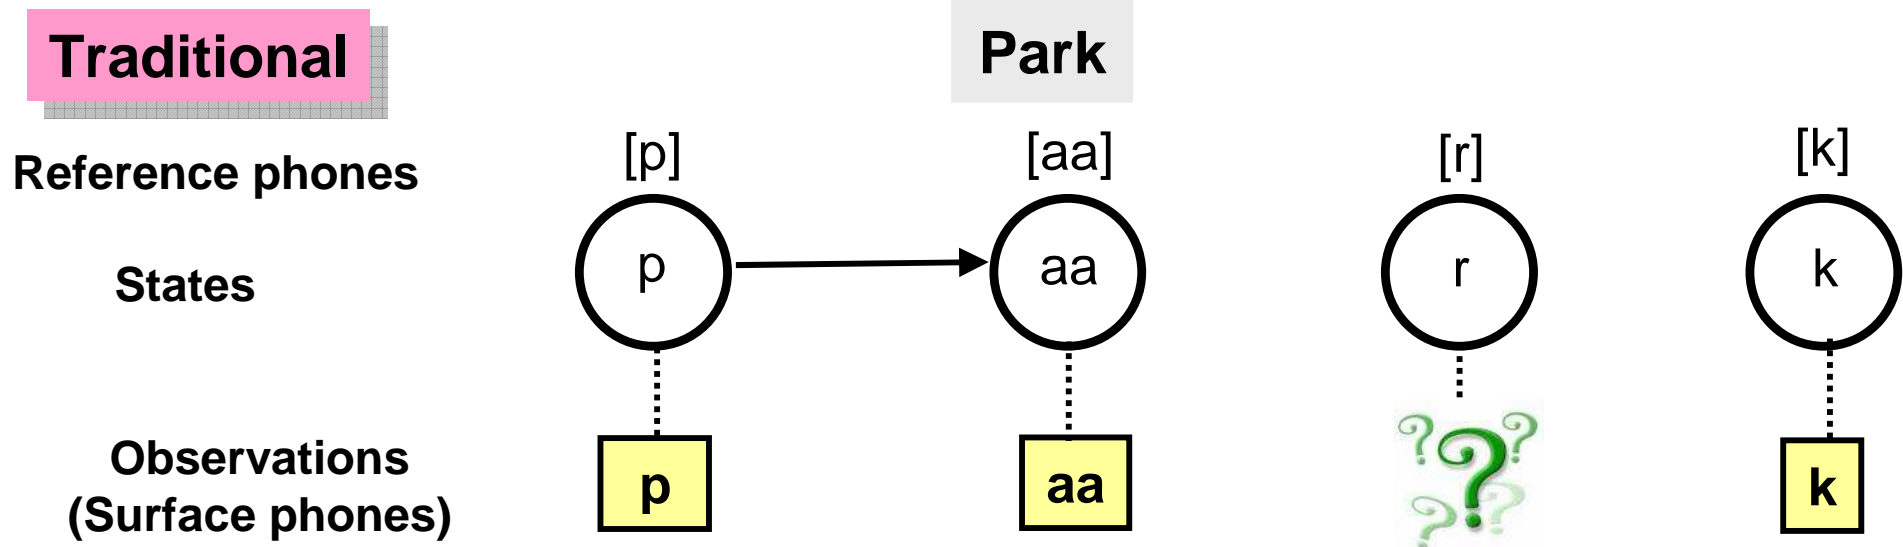 Traditional
Park
Reference phones
[p] [aa] [r] [k]
States
p aa r k
Observations
(Surface phones)
p aa ??? k